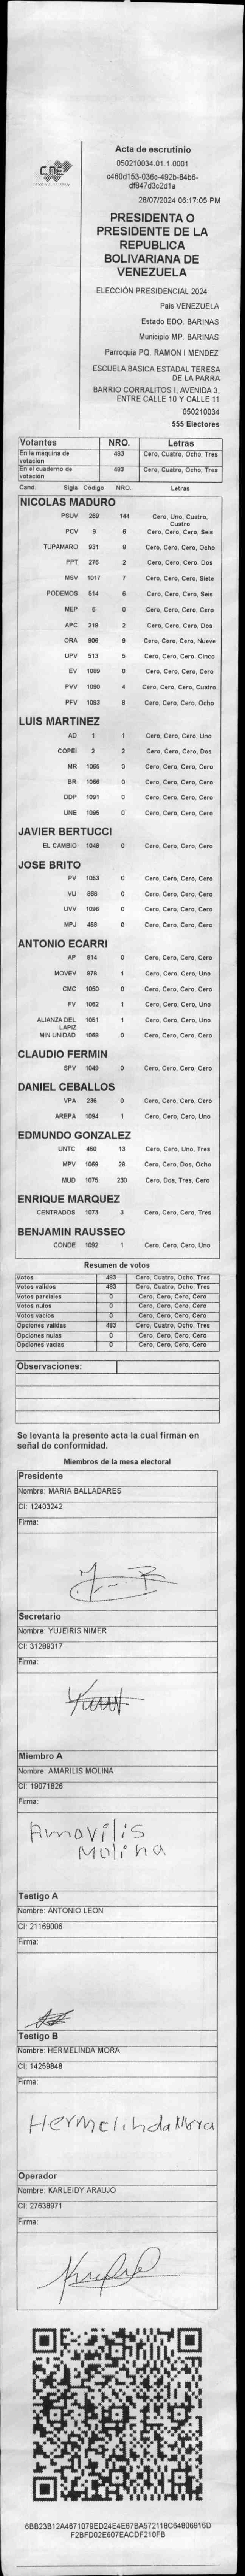 CNE
Acta de escrutinio
050210034.01.1.0001
c460d153-036c-492b-84b6-
df847d3c2d1a
28/07/2024 06:17:05 PM
PRESIDENTA O
PRESIDENTE DE LA
REPUBLICA
BOLIVARIANA DE
VENEZUELA
ELECCIÓN PRESIDENCIAL 2024
País VENEZUELA
Estado EDO. BARINAS
Municipio MP. BARINAS
Parroquia PQ. RAMON I MENDEZ
ESCUELA BASICA ESTADAL TERESA
DE LA PARRA
BARRIO CORRALITOS I, AVENIDA 3,
ENTRE CALLE 10 Y CALLE 11
050210034
555 Electores
Votantes NRO. Letras
En la máquina de votación 483 Cero, Cuatro, Ocho, Tres
En el cuaderno de votación 483 Cero, Cuatro, Ocho, Tres
Cand. Sigla Código NRO. Letras
NICOLAS MADURO
PSUV 269 144 Cero, Uno, Cuatro, Cuatro
PCV 9 6 Cero, Cero, Cero, Seis
TUPAMARO 931 8 Cero, Cero, Cero, Ocho
PPT 276 2 Cero, Cero, Cero, Dos
MSV 1017 7 Cero, Cero, Cero, Siete
PODEMOS 514 6 Cero, Cero, Cero, Seis
MEP 6 0 Cero, Cero, Cero, Cero
APC 219 2 Cero, Cero, Cero, Dos
ORA 906 9 Cero, Cero, Cero, Nueve
UPV 513 5 Cero, Cero, Cero, Cinco
EV 1089 0 Cero, Cero, Cero, Cero
PVV 1090 4 Cero, Cero, Cero, Cuatro
PFV 1093 8 Cero, Cero, Cero, Ocho
LUIS MARTINEZ
AD 1 1 Cero, Cero, Cero, Uno
COPEI 2 2 Cero, Cero, Cero, Dos
MR 1065 0 Cero, Cero, Cero, Cero
BR 1066 0 Cero, Cero, Cero, Cero
DDP 1091 0 Cero, Cero, Cero, Cero
UNE 1095 0 Cero, Cero, Cero, Cero
JAVIER BERTUCCI
EL CAMBIO 1048 0 Cero, Cero, Cero, Cero
JOSE BRITO
PV 1053 0 Cero, Cero, Cero, Cero
VU 866 0 Cero, Cero, Cero, Cero
UVV 1096 0 Cero, Cero, Cero, Cero
MPJ 458 0 Cero, Cero, Cero, Cero
ANTONIO ECARRI
AP 814 0 Cero, Cero, Cero, Cero
MOVEV 979 1 Cero, Cero, Cero, Uno
CMC 1050 0 Cero, Cero, Cero, Cero
FV 1062 1 Cero, Cero, Cero, Uno
ALIANZA DEL LAPIZ 1051 1 Cero, Cero, Cero, Uno
MIN UNIDAD 1068 0 Cero, Cero, Cero, Cero
CLAUDIO FERMIN
SPV 1049 0 Cero, Cero, Cero, Cero
DANIEL CEBALLOS
VPA 236 0 Cero, Cero, Cero, Cero
AREPA 1094 1 Cero, Cero, Cero, Uno
EDMUNDO GONZALEZ
UNTC 460 13 Cero, Cero, Uno, Tres
MPV 1069 28 Cero, Cero, Dos, Ocho
MUD 1075 230 Cero, Dos, Tres, Cero
ENRIQUE MARQUEZ
CENTRADOS 1073 3 Cero, Cero, Cero, Tres
BENJAMIN RAUSSEO
CONDE 1092 1 Cero, Cero, Cero, Uno
Resumen de votos
Votos 483 Cero, Cuatro, Ocho, Tres
Votos validos 483 Cero, Cuatro, Ocho, Tres
Votos parciales 0 Cero, Cero, Cero, Cero
Votos nulos 0 Cero, Cero, Cero, Cero
Votos vacíos 0 Cero, Cero, Cero, Cero
Opciones validas 483 Cero, Cuatro, Ocho, Tres
Opciones nulas 0 Cero, Cero, Cero, Cero
Opciones vacías 0 Cero, Cero, Cero, Cero
Observaciones:
Se levanta la presente acta la cual firman en
señal de conformidad.
Miembros de la mesa electoral
Presidente
Nombre: MARIA BALLADARES
CI: 12403242
Firma:
Secretario
Nombre: YUJEIRIS NIMER
CI: 31289317
Firma:
Miembro A
Nombre: AMARILIS MOLINA
CI: 19071826
Firma:
Amarilis
Molina
Testigo A
Nombre: ANTONIO LEON
CI: 21169006
Firma:
Testigo B
Nombre: HERMELINDA MORA
CI: 14259848
Firma:
Hermelinda Mora
Operador
Nombre: KARLEIDY ARAUJO
CI: 27638971
Firma:
6BB23B12A4671079ED24E4E67BA572118C64806916D
F2BFD02E607EACDF210FB